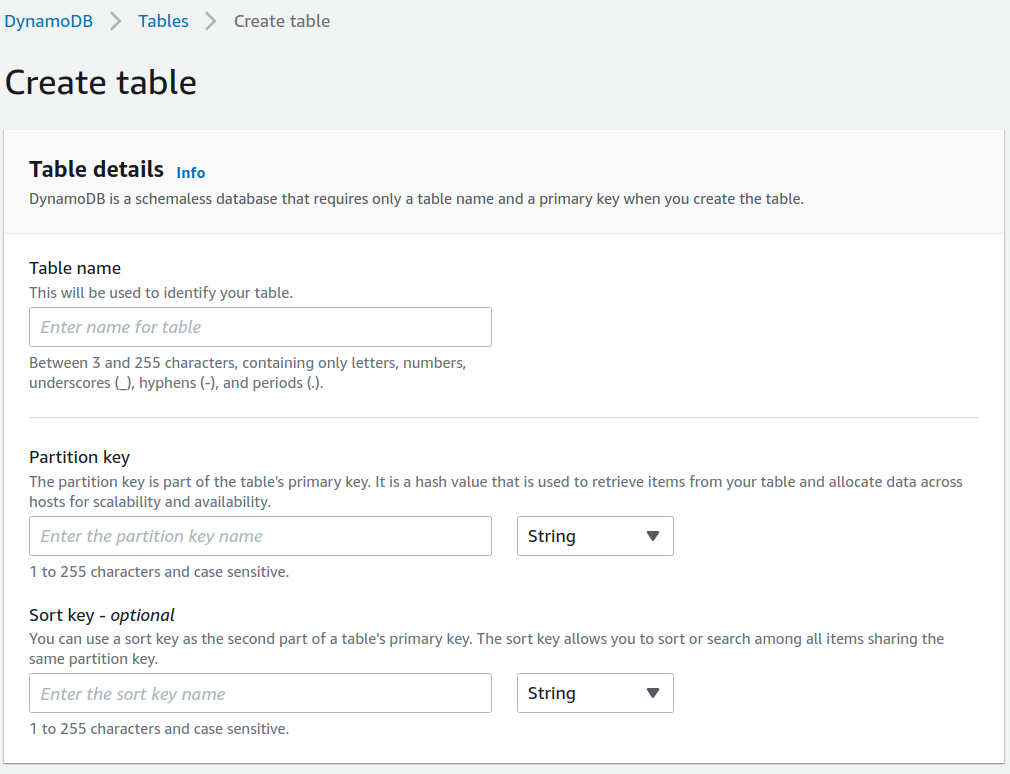 DynamoDB > Tables > Create table
Create table
Table details Info
DynamoDB is a schemaless database that requires only a table name and a primary key when you create the table.
Table name
This will be used to identify your table.
Enter name for table
Between 3 and 255 characters, containing only letters, numbers,
underscores (_), hyphens (-), and periods (.).
Partition key
The partition key is part of the table's primary key. It is a hash value that is used to retrieve items from your table and allocate data across
hosts for scalability and availability.
Enter the partition key name String
1 to 255 characters and case sensitive.
Sort key - optional
You can use a sort key as the second part of a table's primary key. The sort key allows you to sort or search among all items sharing the
same partition key.
Enter the sort key name String
1 to 255 characters and case sensitive.